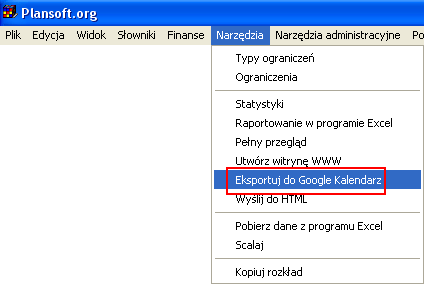 Plansoft.org
Plik Edycja Widok Słowniki Finanse Narzędzia Narzędzia administracyjne Po
Typy ograniczeń
Ograniczenia
Statystyki
Raportowanie w programie Excel
Pełny przegląd
Utwórz witrynę WWW
Eksportuj do Google Kalendarz
Wyślij do HTML
Pobierz dane z programu Excel
Scalaj
Kopiuj rozkład